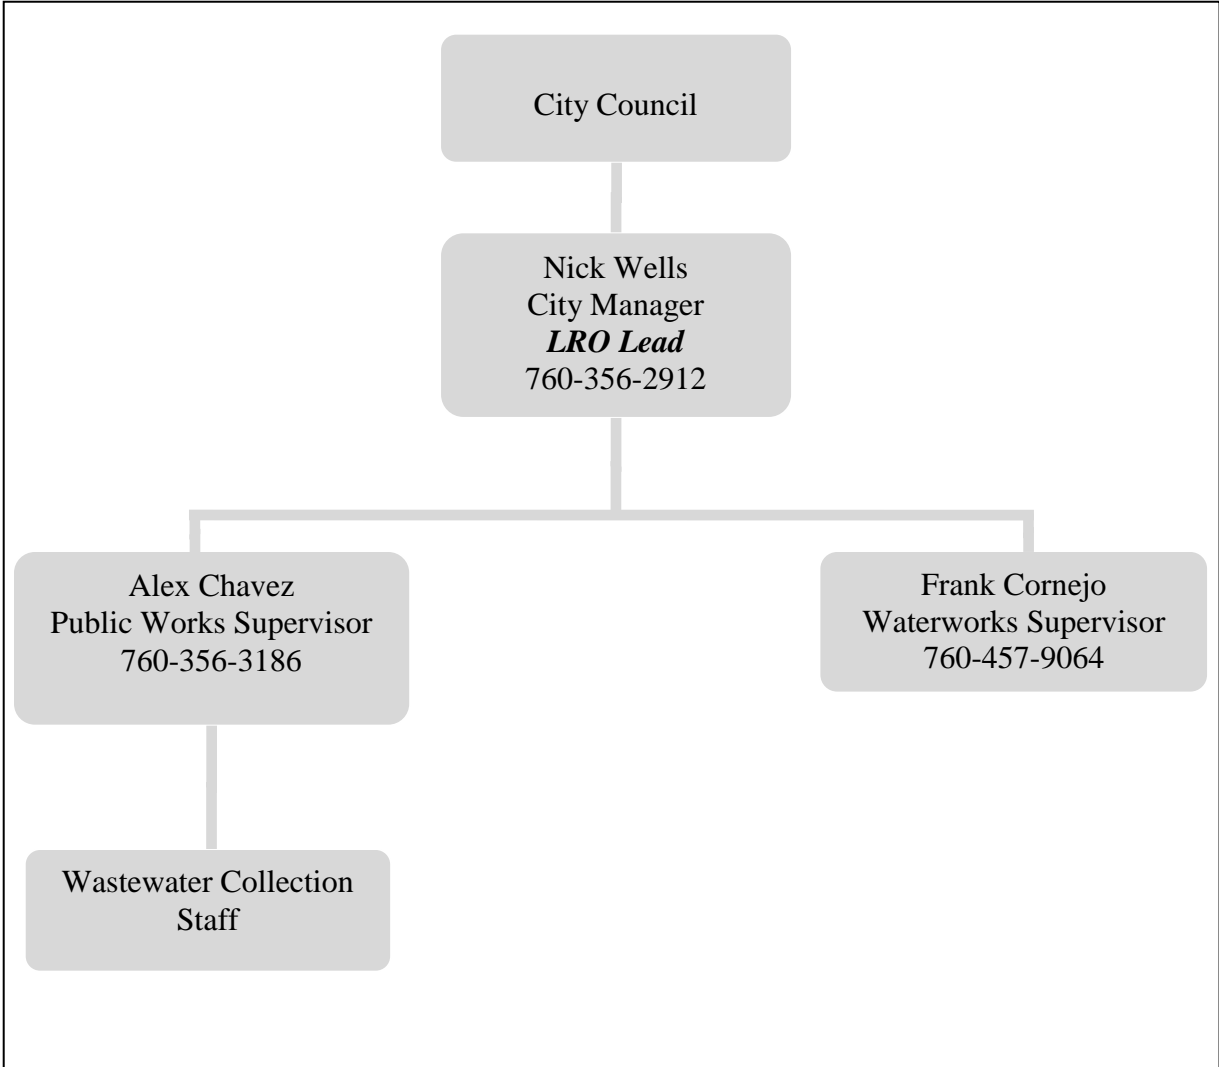 City Council
Nick Wells
City Manager
LRO Lead
760-356-2912
Alex Chavez
Public Works Supervisor
760-356-3186
Frank Cornejo
Waterworks Supervisor
760-457-9064
Wastewater Collection
Staff